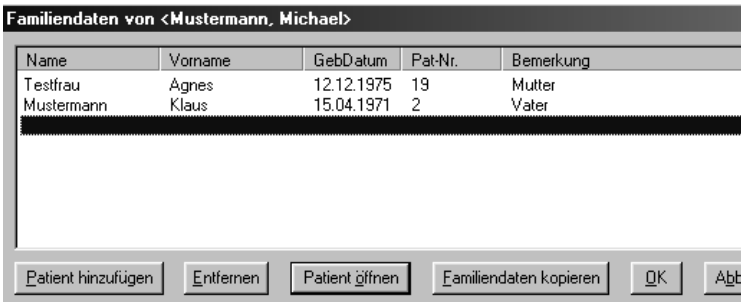 Familiendaten von <Mustermann, Michael>
Name Vorname GebDatum Pat-Nr. Bemerkung
Testfrau Agnes 12.12.1975 19 Mutter
Mustermann Klaus 15.04.1971 2 Vater
Patient hinzufügen Entfernen Patient öffnen Familiendaten kopieren OK Abb